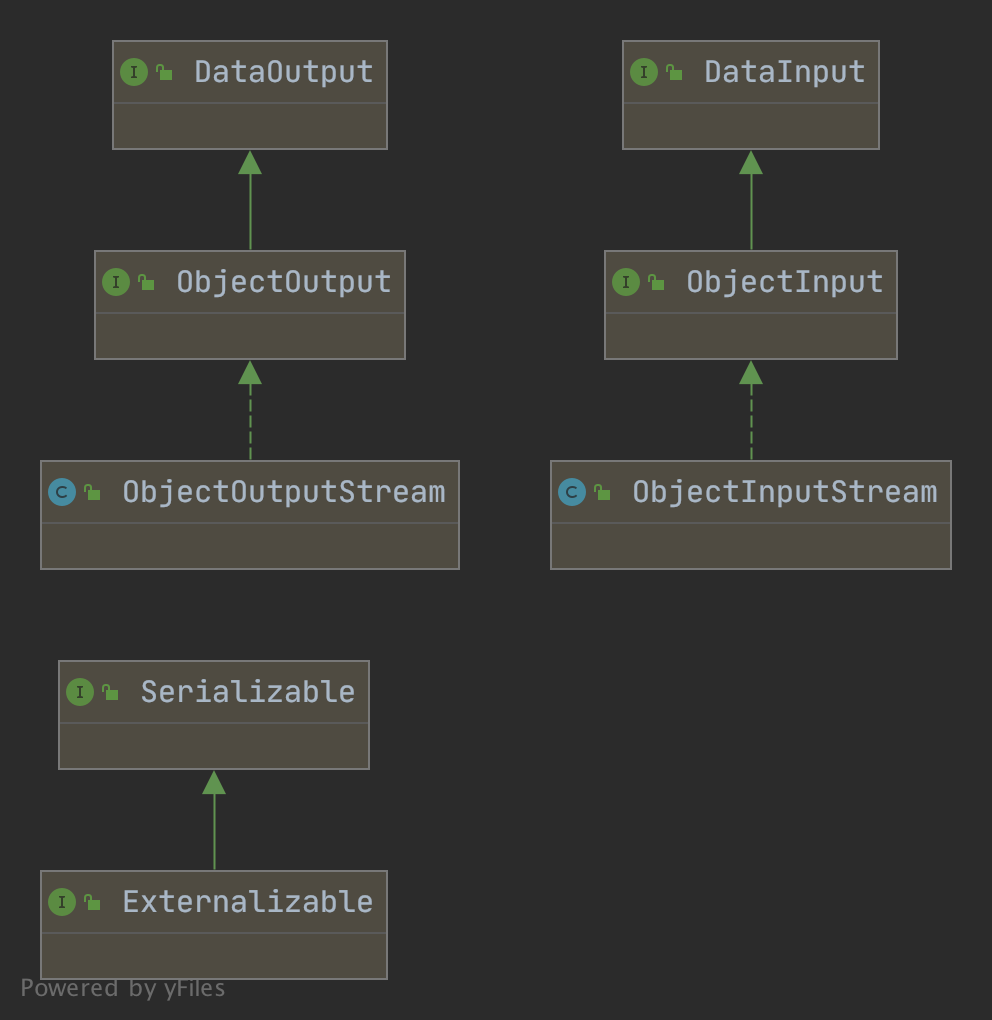 I DataOutput
I DataInput
I ObjectOutput
I ObjectInput
C ObjectOutputStream
C ObjectInputStream
I Serializable
I Externalizable
Powered by yFiles